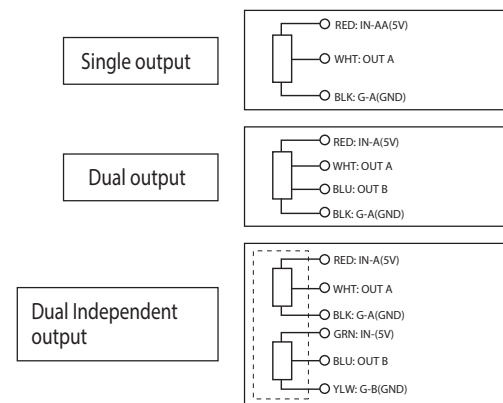 Single output
RED: IN-AA(5V)
WHT: OUT A
BLK: G-A(GND)
Dual output
RED: IN-A(5V)
WHT: OUT A
BLU: OUT B
BLK: G-A(GND)
Dual Independent
output
RED: IN-A(5V)
WHT: OUT A
BLK: G-A(GND)
GRN: IN-(5V)
BLU: OUT B
YLW: G-B(GND)